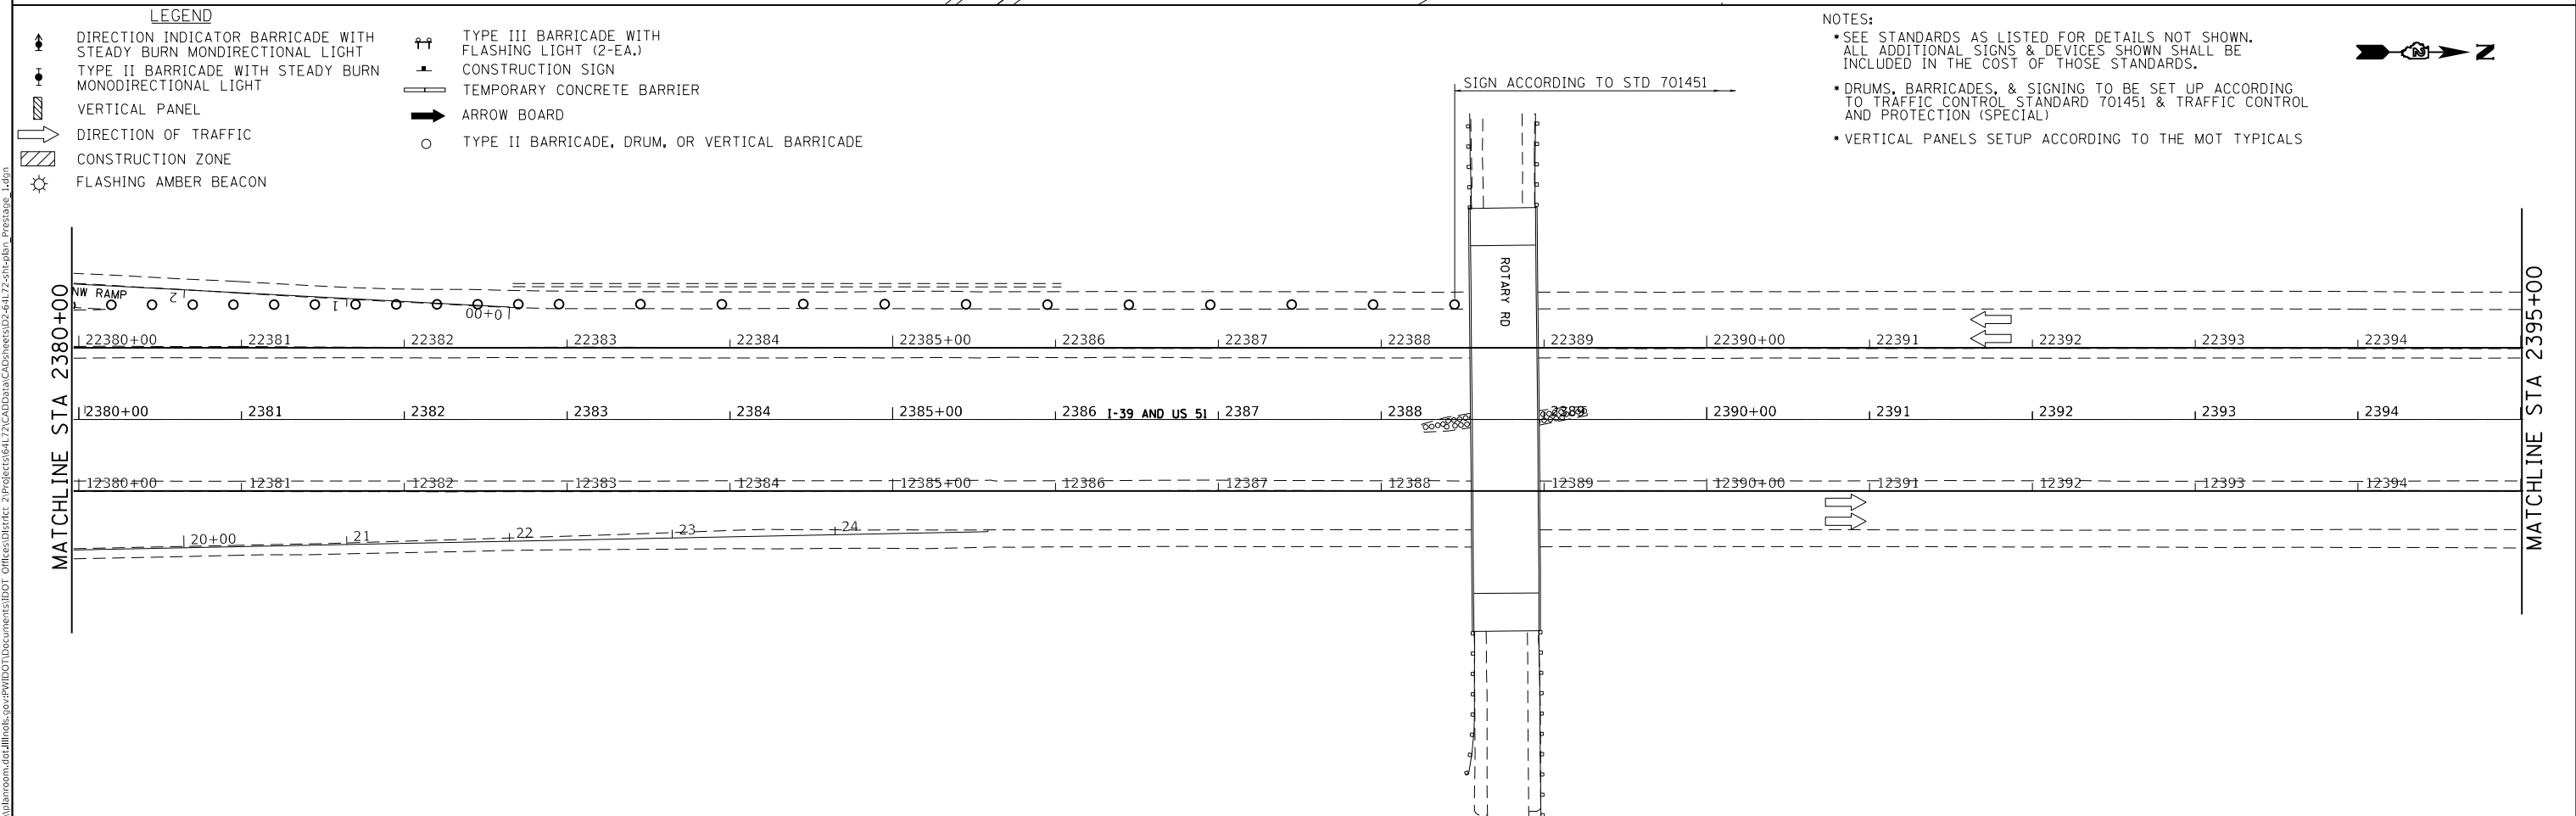 LEGEND
DIRECTION INDICATOR BARRICADE WITH
STEADY BURN MONDIRECTIONAL LIGHT
TYPE II BARRICADE WITH STEADY BURN
MONODIRECTIONAL LIGHT
VERTICAL PANEL
DIRECTION OF TRAFFIC
CONSTRUCTION ZONE
FLASHING AMBER BEACON
TYPE III BARRICADE WITH
FLASHING LIGHT (2-EA.)
CONSTRUCTION SIGN
TEMPORARY CONCRETE BARRIER
ARROW BOARD
TYPE II BARRICADE, DRUM, OR VERTICAL BARRICADE
SIGN ACCORDING TO STD 701451
NOTES:
*SEE STANDARDS AS LISTED FOR DETAILS NOT SHOWN.
ALL ADDITIONAL SIGNS & DEVICES SHOWN SHALL BE
INCLUDED IN THE COST OF THOSE STANDARDS.
*DRUMS, BARRICADES, & SIGNING TO BE SET UP ACCORDING
TO TRAFFIC CONTROL STANDARD 701451 & TRAFFIC CONTROL
AND PROTECTION (SPECIAL)
*VERTICAL PANELS SETUP ACCORDING TO THE MOT TYPICALS
N
MATCHLINE STA 2380+00
NW RAMP
2
1
0+00
ROTARY RD
22380+00 22381 22382 22383 22384 22385+00 22386 22387 22388 22389 22390+00 22391 22392 22393 22394
2380+00 2381 2382 2383 2384 2385+00 2386 I-39 AND US 51 2387 2388 2389 2390+00 2391 2392 2393 2394
12380+00 12381 12382 12383 12384 12385+00 12386 12387 12388 12389 12390+00 12391 12392 12393 12394
20+00 21 22 23 24
MATCHLINE STA 2395+00